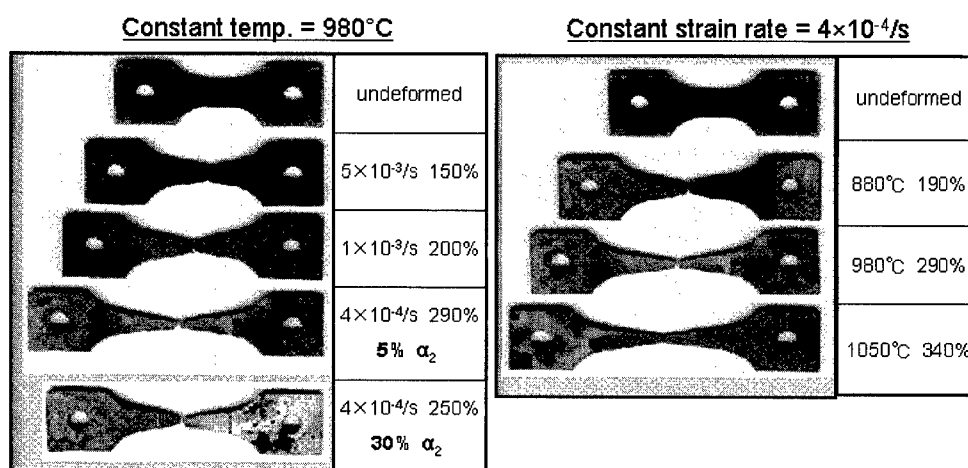 Constant temp. = 980°C
undeformed
5×10⁻³/s 150%
1×10⁻³/s 200%
4×10⁻⁴/s 290%
5% α₂
4×10⁻⁴/s 250%
30% α₂
Constant strain rate = 4×10⁻⁴/s
undeformed
880°C 190%
980°C 290%
1050°C 340%